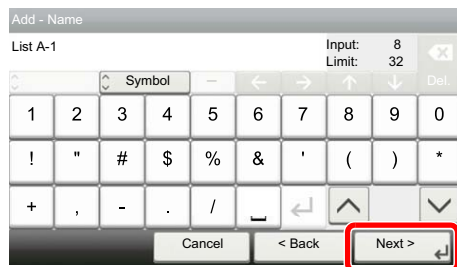 Add - Name
List A-1
Input: 8
Limit: 32
Symbol – ← → ↑ ↓ Del.
1 2 3 4 5 6 7 8 9 0
! " # $ % & ' ( ) *
+ , - . / _
Cancel < Back Next >